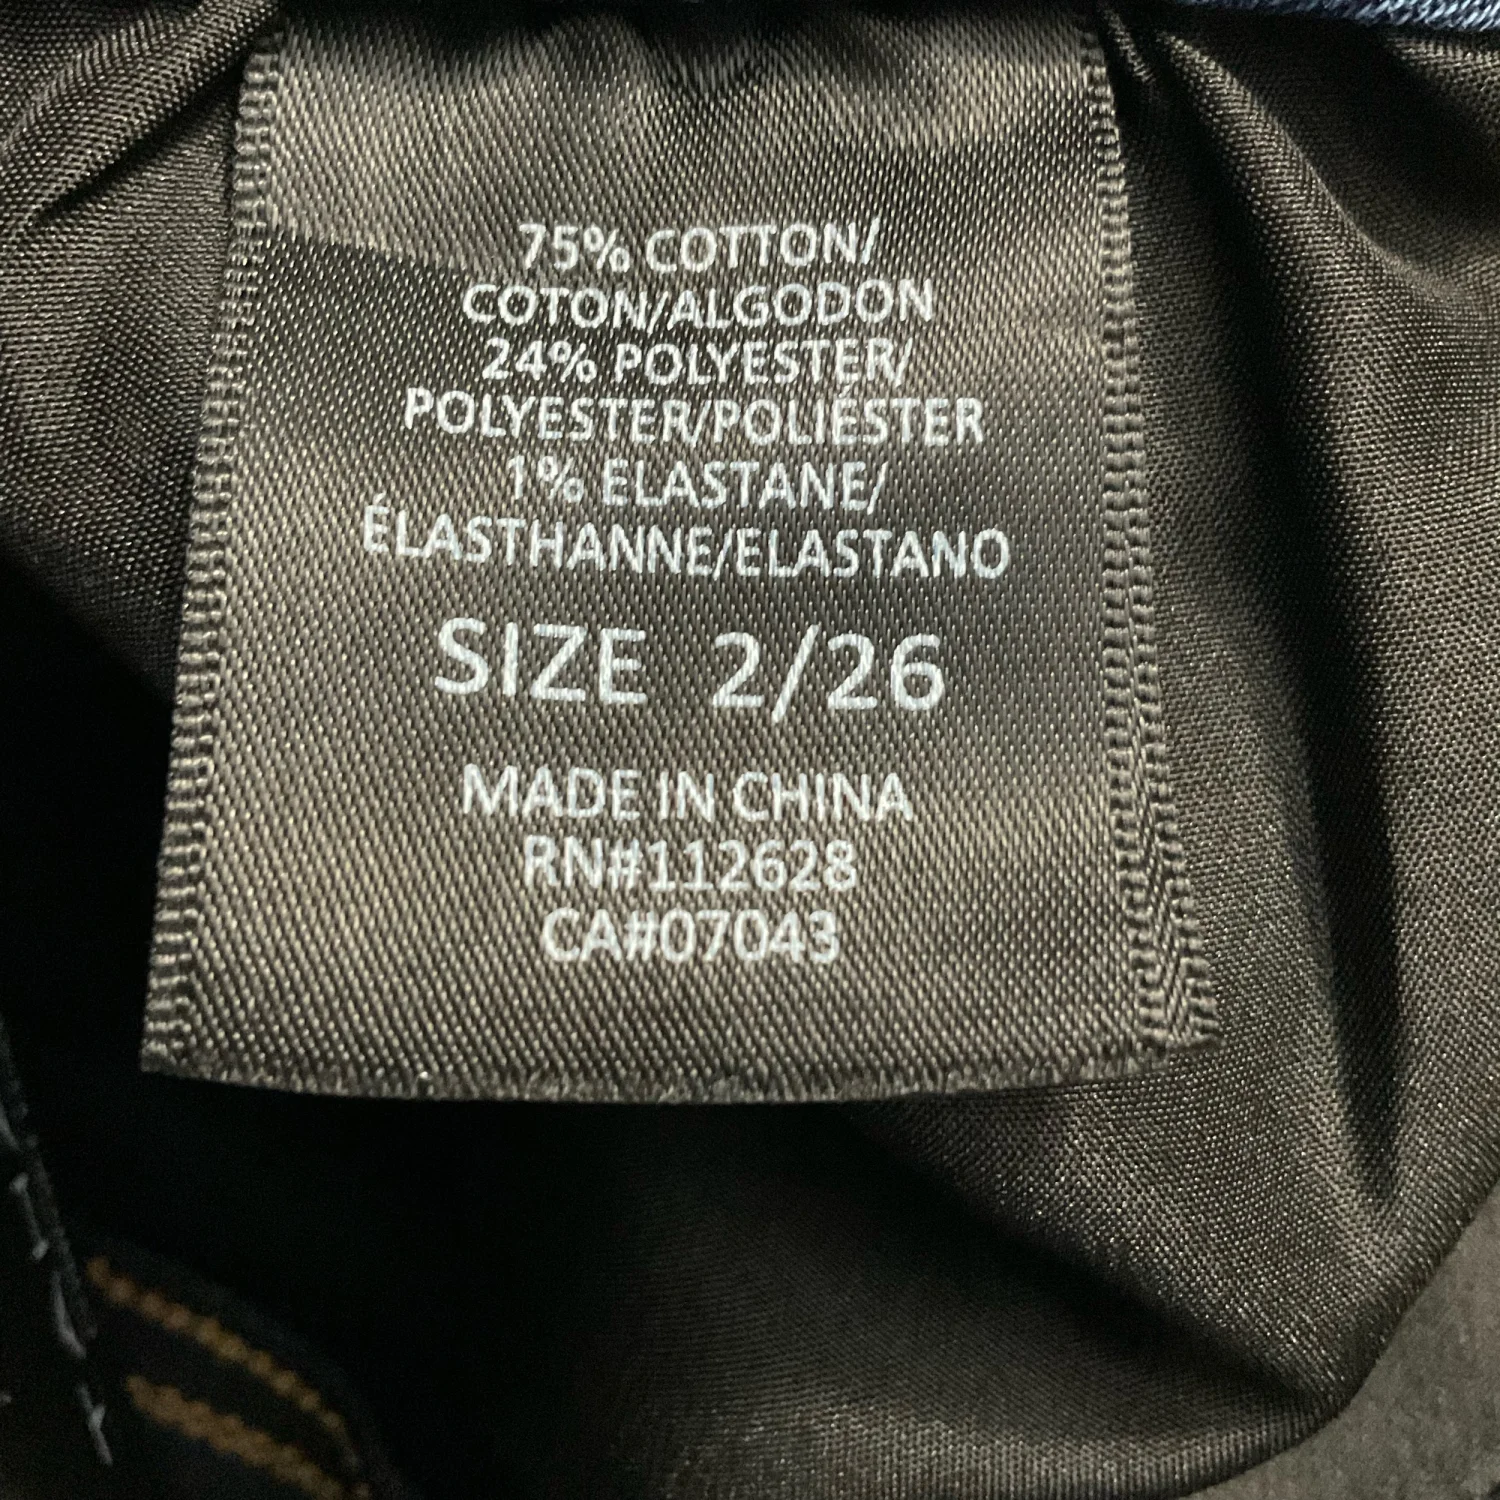 75% COTTON/
COTON/ALGODON
24% POLYESTER/
POLYESTER/POLIÉSTER
1% ELASTANE/
ÉLASTHANNE/ELASTANO
SIZE 2/26
MADE IN CHINA
RN#112628
CA#07043